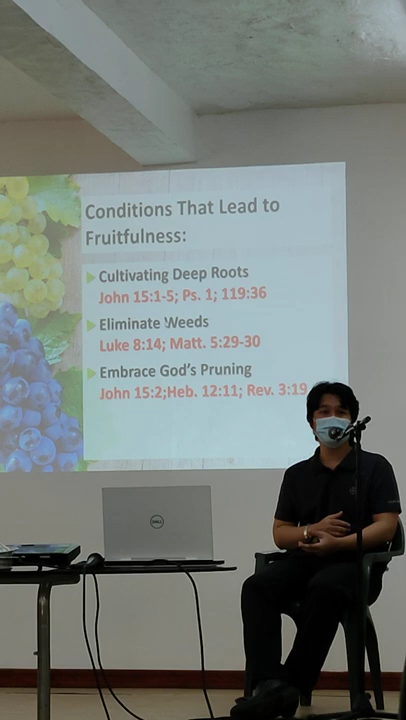 Conditions That Lead to
Fruitfulness:
Cultivating Deep Roots
John 15:1-5; Ps. 1; 119:36
Eliminate Weeds
Luke 8:14; Matt. 5:29-30
Embrace God's Pruning
John 15:2;Heb. 12:11; Rev. 3:19
DELL